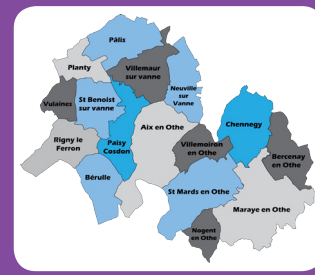 Pâlis
Planty
Villemaur
sur vanne
Neuville
sur
Vanne
Vulaines
St Benoist
sur vanne
Chennegy
Aix en Othe
Rigny le
Ferron
Paisy
Cosdon
Villemoiron
en Othe
Bercenay
en Othe
Bérulle
St Mards en Othe
Maraye en Othe
Nogent
en Othe